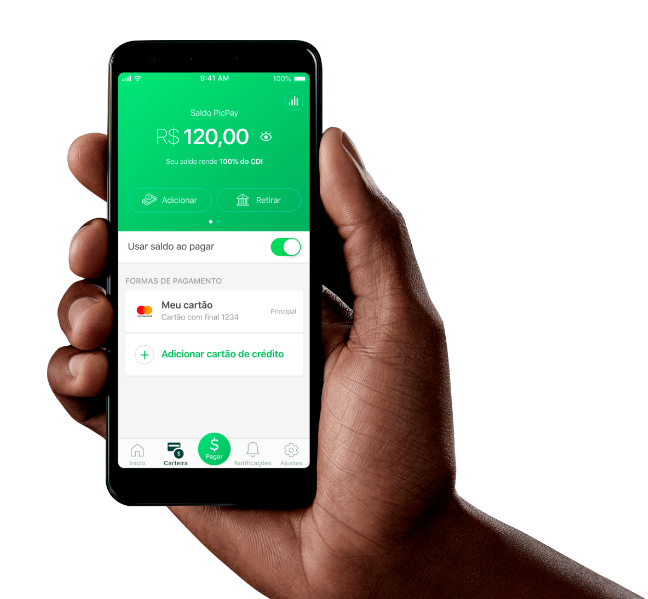 9:41 AM
100%
Saldo PicPay
R$ 120,00
Seu saldo rende 100% do CDI
Adicionar
Retirar
Usar saldo ao pagar
FORMAS DE PAGAMENTO
Meu cartão
Cartão com final 1234
Principal
Adicionar cartão de crédito
$
Pagar
Início
Carteira
Notificações
Ajustes